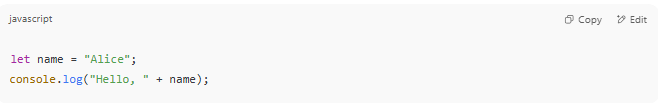 javascript
Copy
Edit
let name = "Alice";
console.log("Hello, " + name);